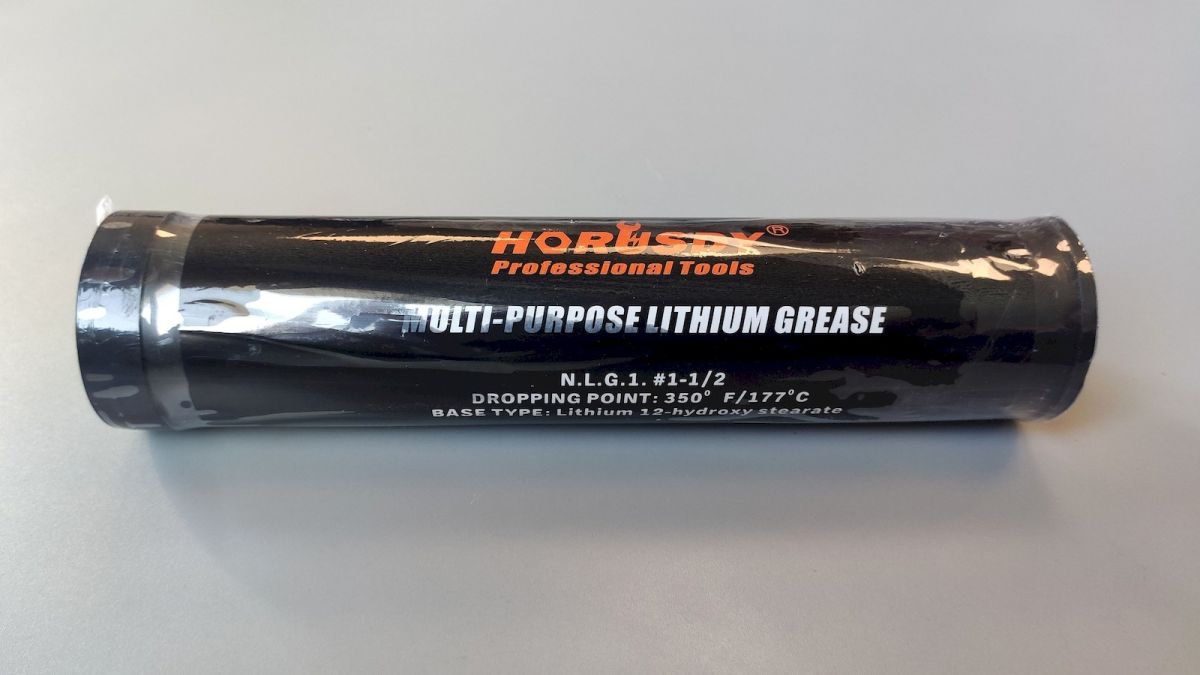 HORUSDY®
Professional Tools
MULTI-PURPOSE LITHIUM GREASE
N.L.G.1. #1-1/2
DROPPING POINT: 350° F/177°C
BASE TYPE: Lithium 12-hydroxy stearate